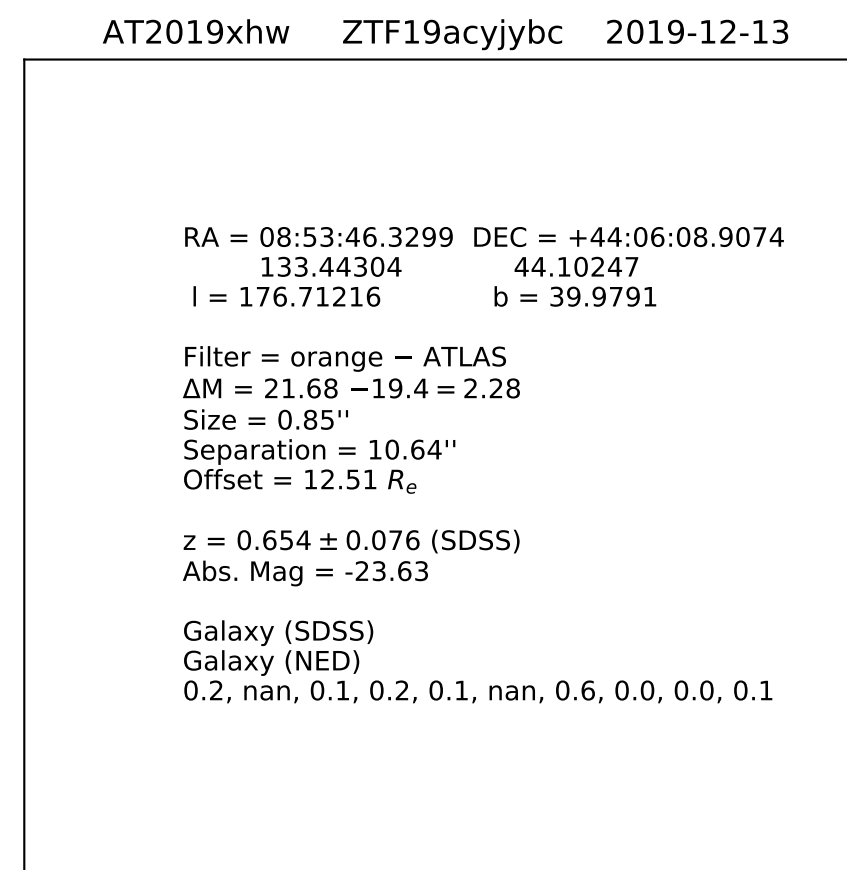 AT2019xhw ZTF19acyjybc 2019-12-13
RA = 08:53:46.3299 DEC = +44:06:08.9074
133.44304 44.10247
l = 176.71216 b = 39.9791
Filter = orange − ATLAS
ΔM = 21.68 −19.4 = 2.28
Size = 0.85''
Separation = 10.64''
Offset = 12.51 Rₑ
z = 0.654 ± 0.076 (SDSS)
Abs. Mag = -23.63
Galaxy (SDSS)
Galaxy (NED)
0.2, nan, 0.1, 0.2, 0.1, nan, 0.6, 0.0, 0.0, 0.1